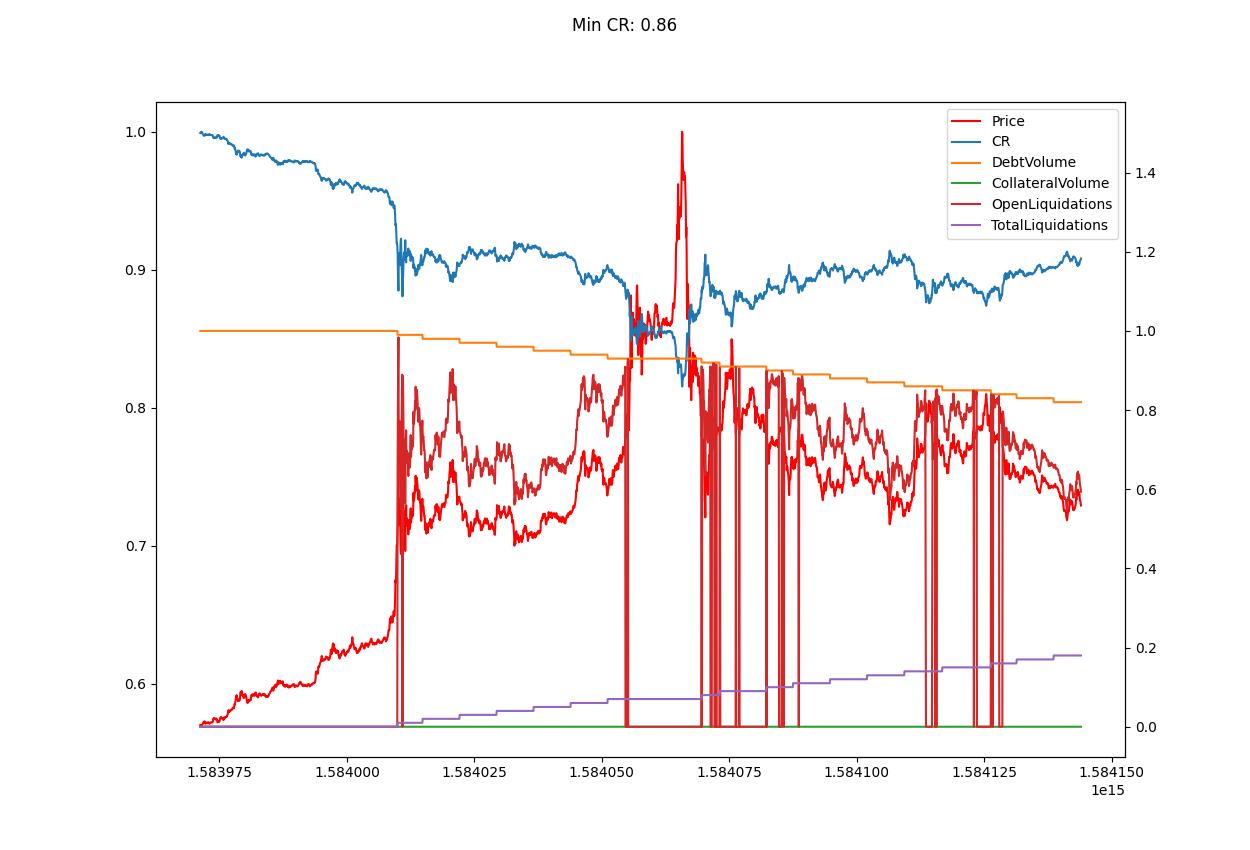 Min CR: 0.86
1.0
0.9
0.8
0.7
0.6
Price
CR
DebtVolume
CollateralVolume
OpenLiquidations
TotalLiquidations
1.4
1.2
1.0
0.8
0.6
0.4
0.2
0.0
1.583975 1.584000 1.584025 1.584050 1.584075 1.584100 1.584125 1.584150
1e15